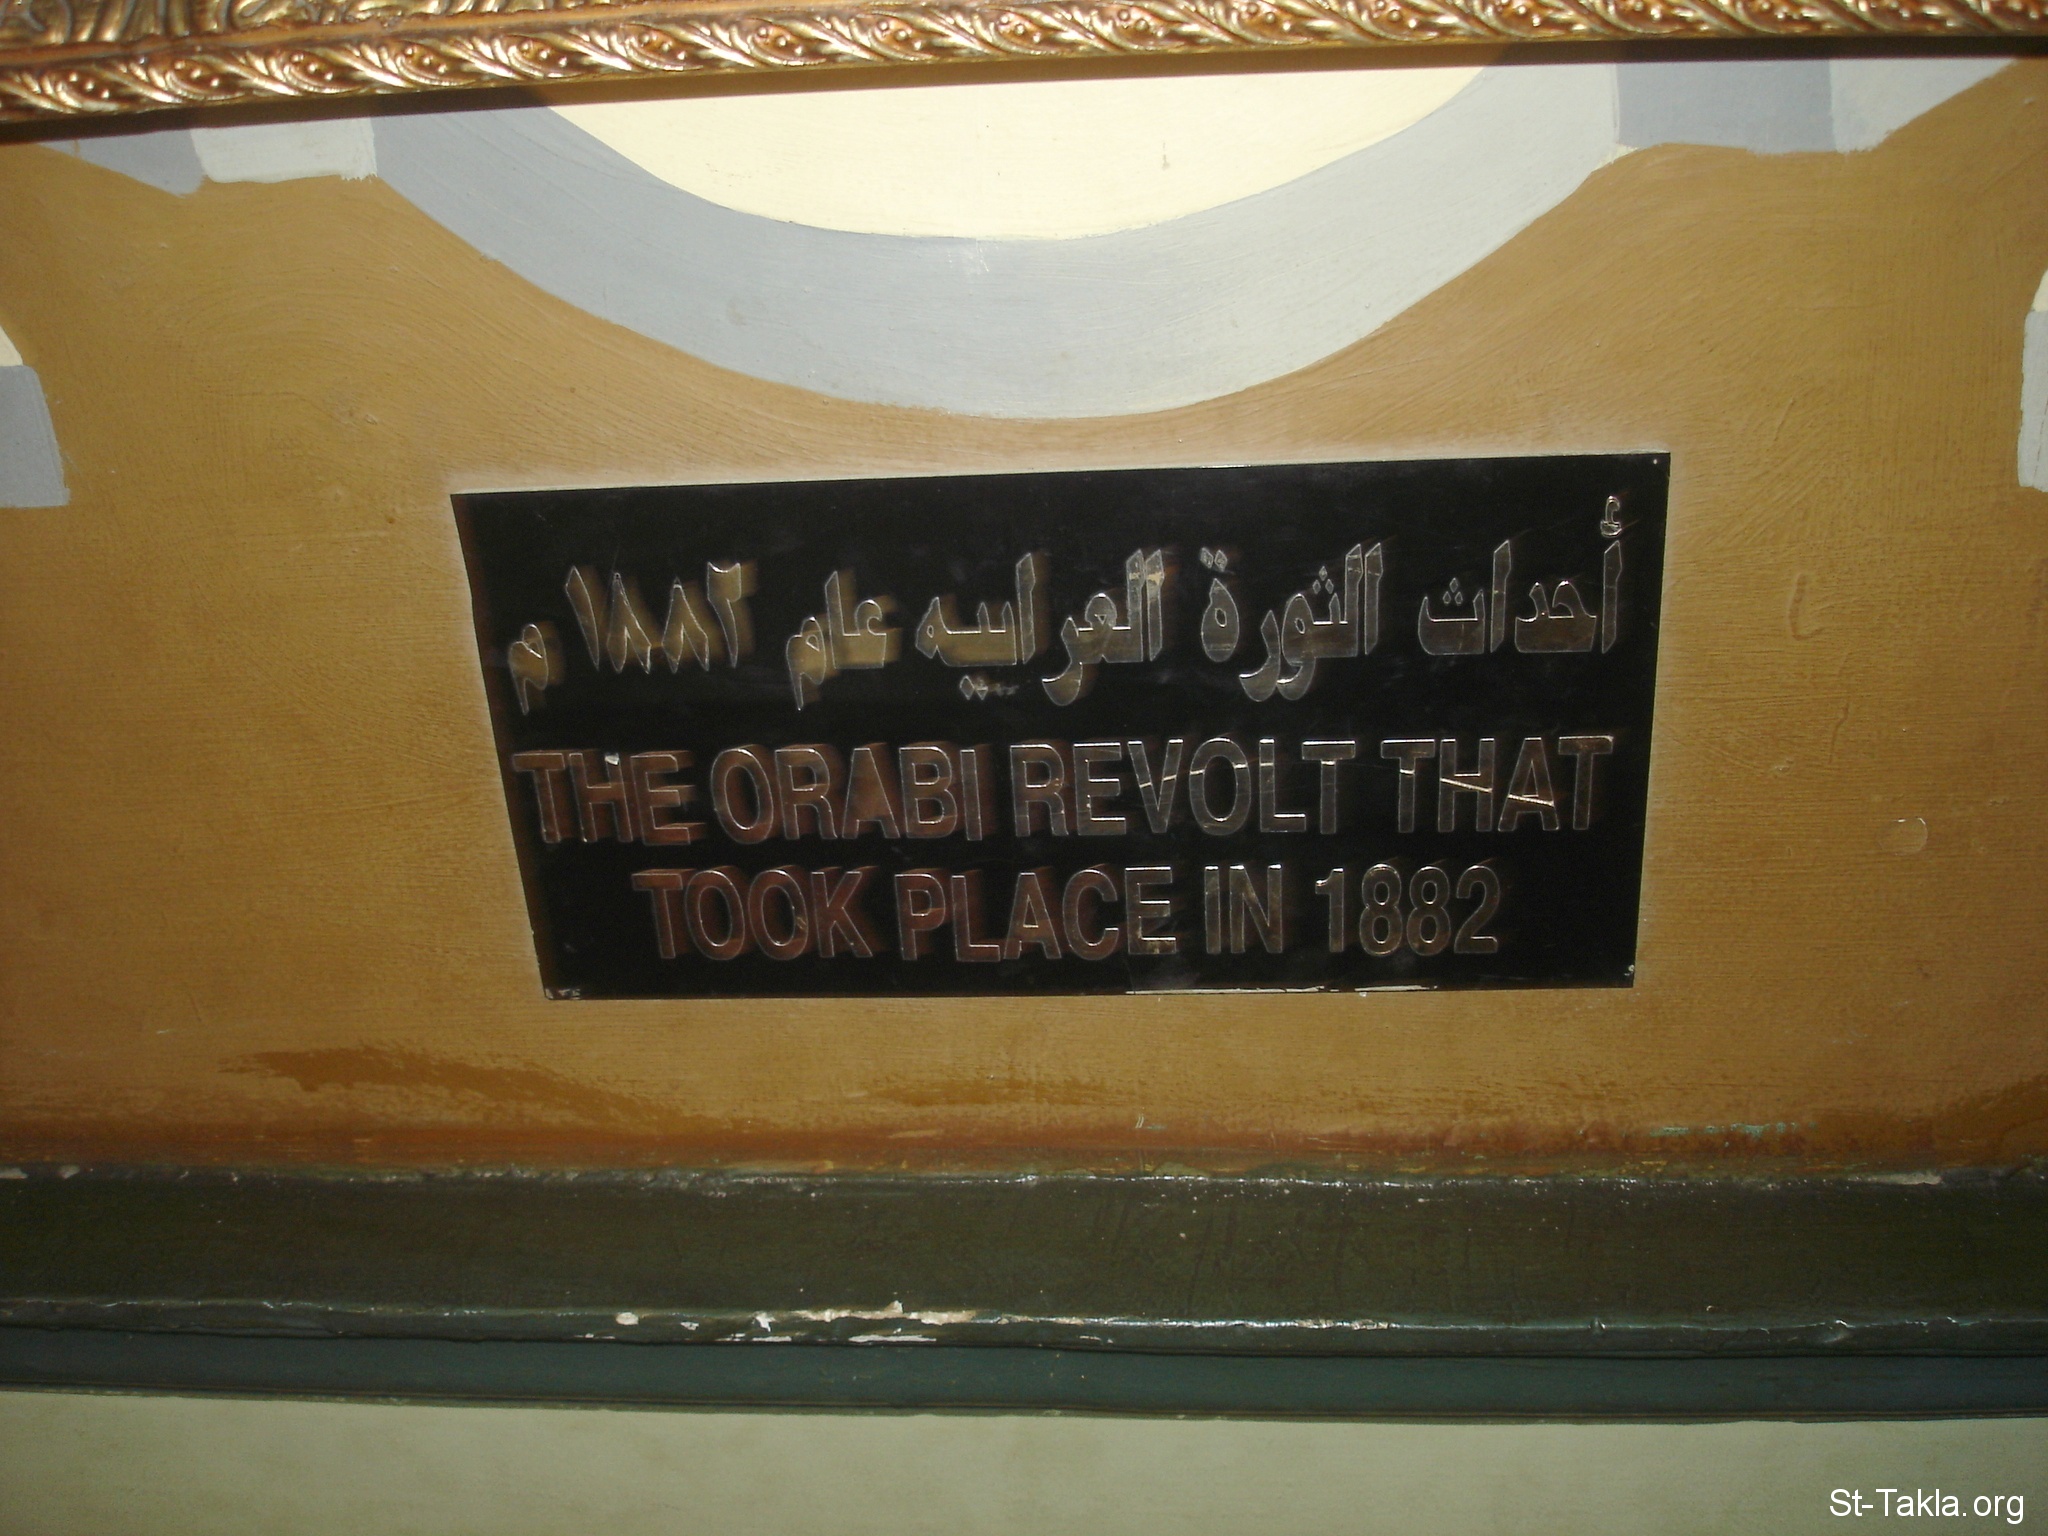 أحداث الثورة العرابيه عام ١٨٨٢ م
THE ORABI REVOLT THAT
TOOK PLACE IN 1882
St-Takla.org